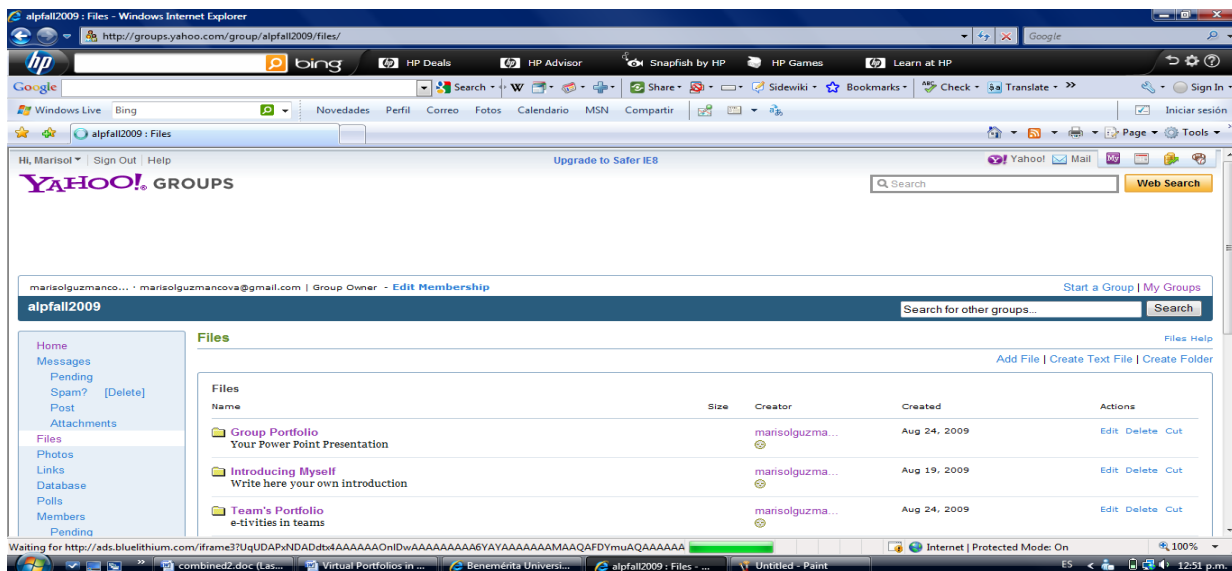 alpfall2009 : Files - Windows Internet Explorer
http://groups.yahoo.com/group/alpfall2009/files/ Google
hp bing HP Deals HP Advisor Snapfish by HP HP Games Learn at HP
Google Search W Share Sidewiki Bookmarks Check Translate Sign In
Windows Live Bing Novedades Perfil Correo Fotos Calendario MSN Compartir Iniciar sesión
alpfall2009 : Files Page Tools
Hi, Marisol Sign Out Help Upgrade to Safer IE8 Yahoo! Mail My
YAHOO! GROUPS Search Web Search
marisolguzmanco... · marisolguzmancova@gmail.com | Group Owner - Edit Membership Start a Group | My Groups
alpfall2009 Search for other groups... Search
Home
Messages
Pending
Spam? [Delete]
Post
Attachments
Files
Photos
Links
Database
Polls
Members
Pending
Files Files Help
Add File | Create Text File | Create Folder
Files
Name Size Creator Created Actions
Group Portfolio marisolguzma... Aug 24, 2009 Edit Delete Cut
Your Power Point Presentation
Introducing Myself marisolguzma... Aug 19, 2009 Edit Delete Cut
Write here your own introduction
Team's Portfolio marisolguzma... Aug 24, 2009 Edit Delete Cut
e-tivities in teams
Waiting for Internet | Protected Mode: On 100%
combined2.doc (Las... Virtual Portfolios in ... Benemérita Universi... alpfall2009 : Files - ... Untitled - Paint ES 12:51 p.m.